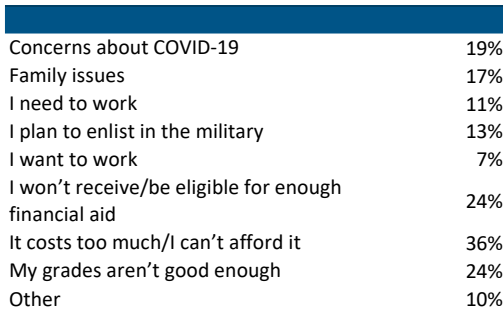 Concerns about COVID-19 19%
Family issues 17%
I need to work 11%
I plan to enlist in the military 13%
I want to work 7%
I won’t receive/be eligible for enough
financial aid 24%
It costs too much/I can’t afford it 36%
My grades aren’t good enough 24%
Other 10%